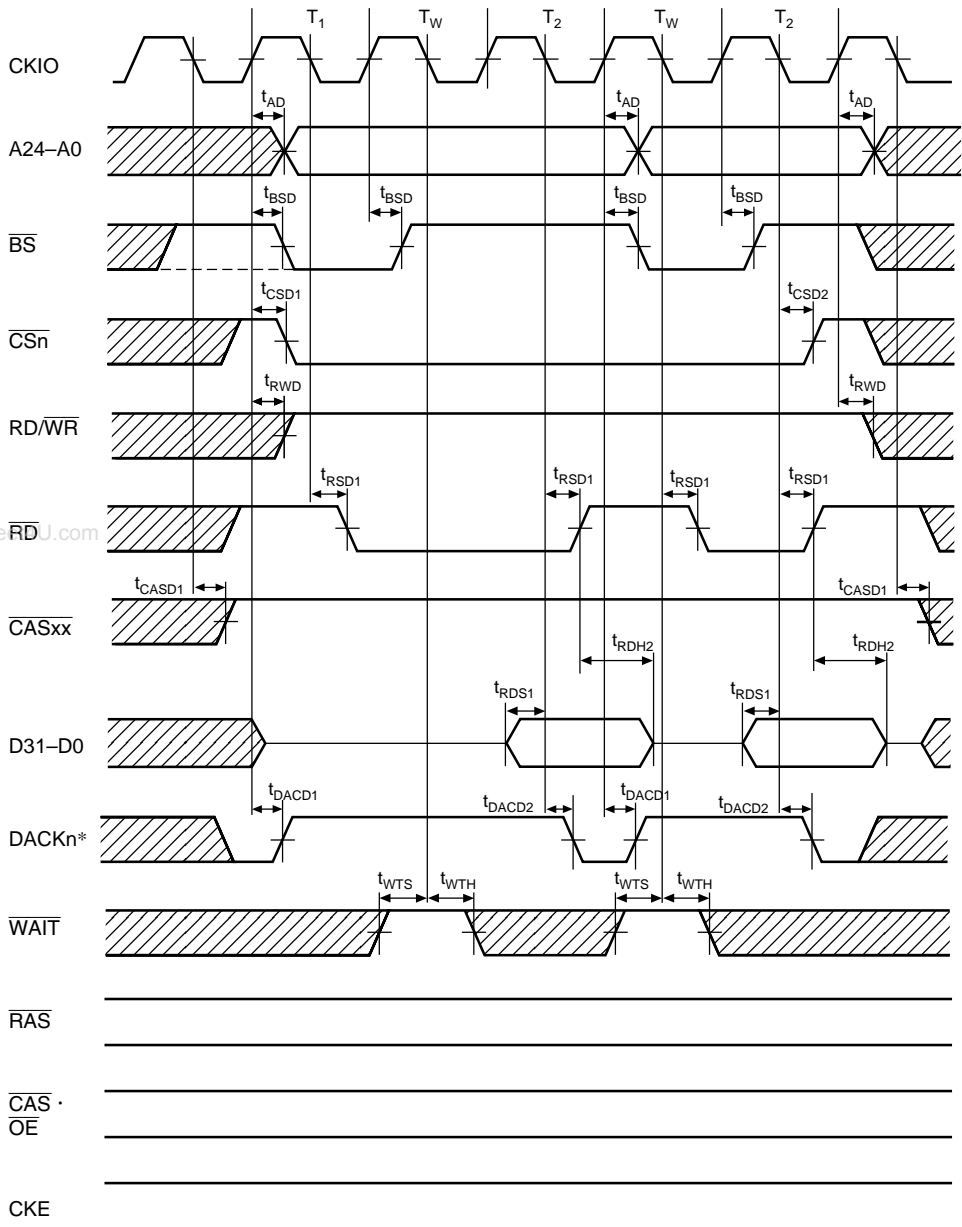 T1 TW T2 TW T2
CKIO
tAD tAD tAD
A24–A0
tBSD tBSD tBSD tBSD
BS
tCSD1 tCSD2
CSn
tRWD tRWD
RD/WR
tRSD1 tRSD1 tRSD1 tRSD1
RD
U.com
tCASD1 tCASD1
CASxx
tRDH2 tRDH2
tRDS1 tRDS1
D31–D0
tDACD1 tDACD2 tDACD1 tDACD2
DACKn*
tWTS tWTH tWTS tWTH
WAIT
RAS
CAS ·
OE
CKE